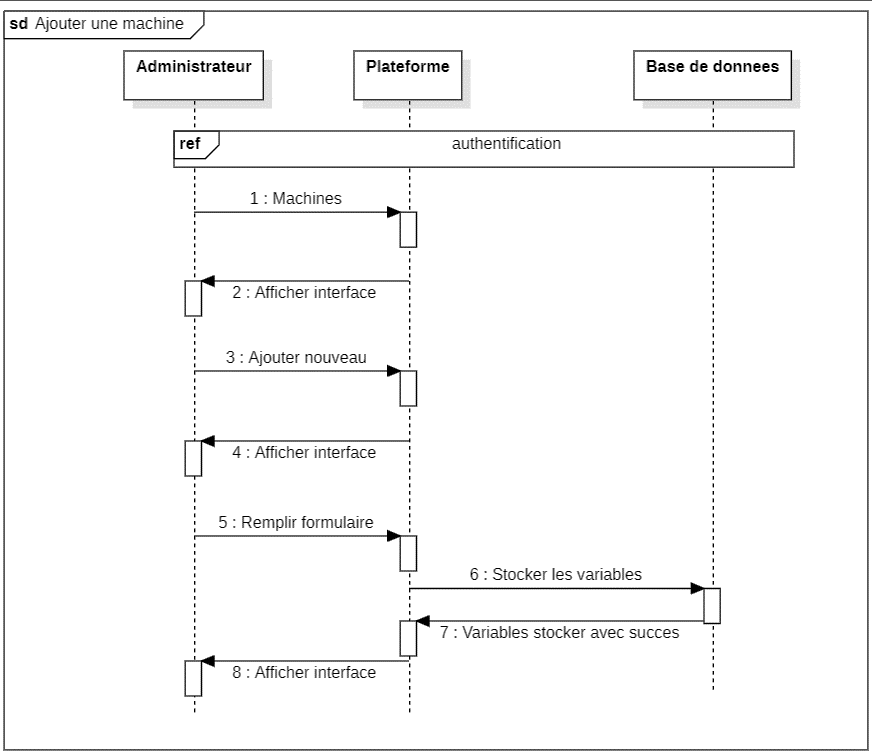 sd Ajouter une machine
Administrateur
Plateforme
Base de donnees
ref
authentification
1 : Machines
2 : Afficher interface
3 : Ajouter nouveau
4 : Afficher interface
5 : Remplir formulaire
6 : Stocker les variables
7 : Variables stocker avec succes
8 : Afficher interface